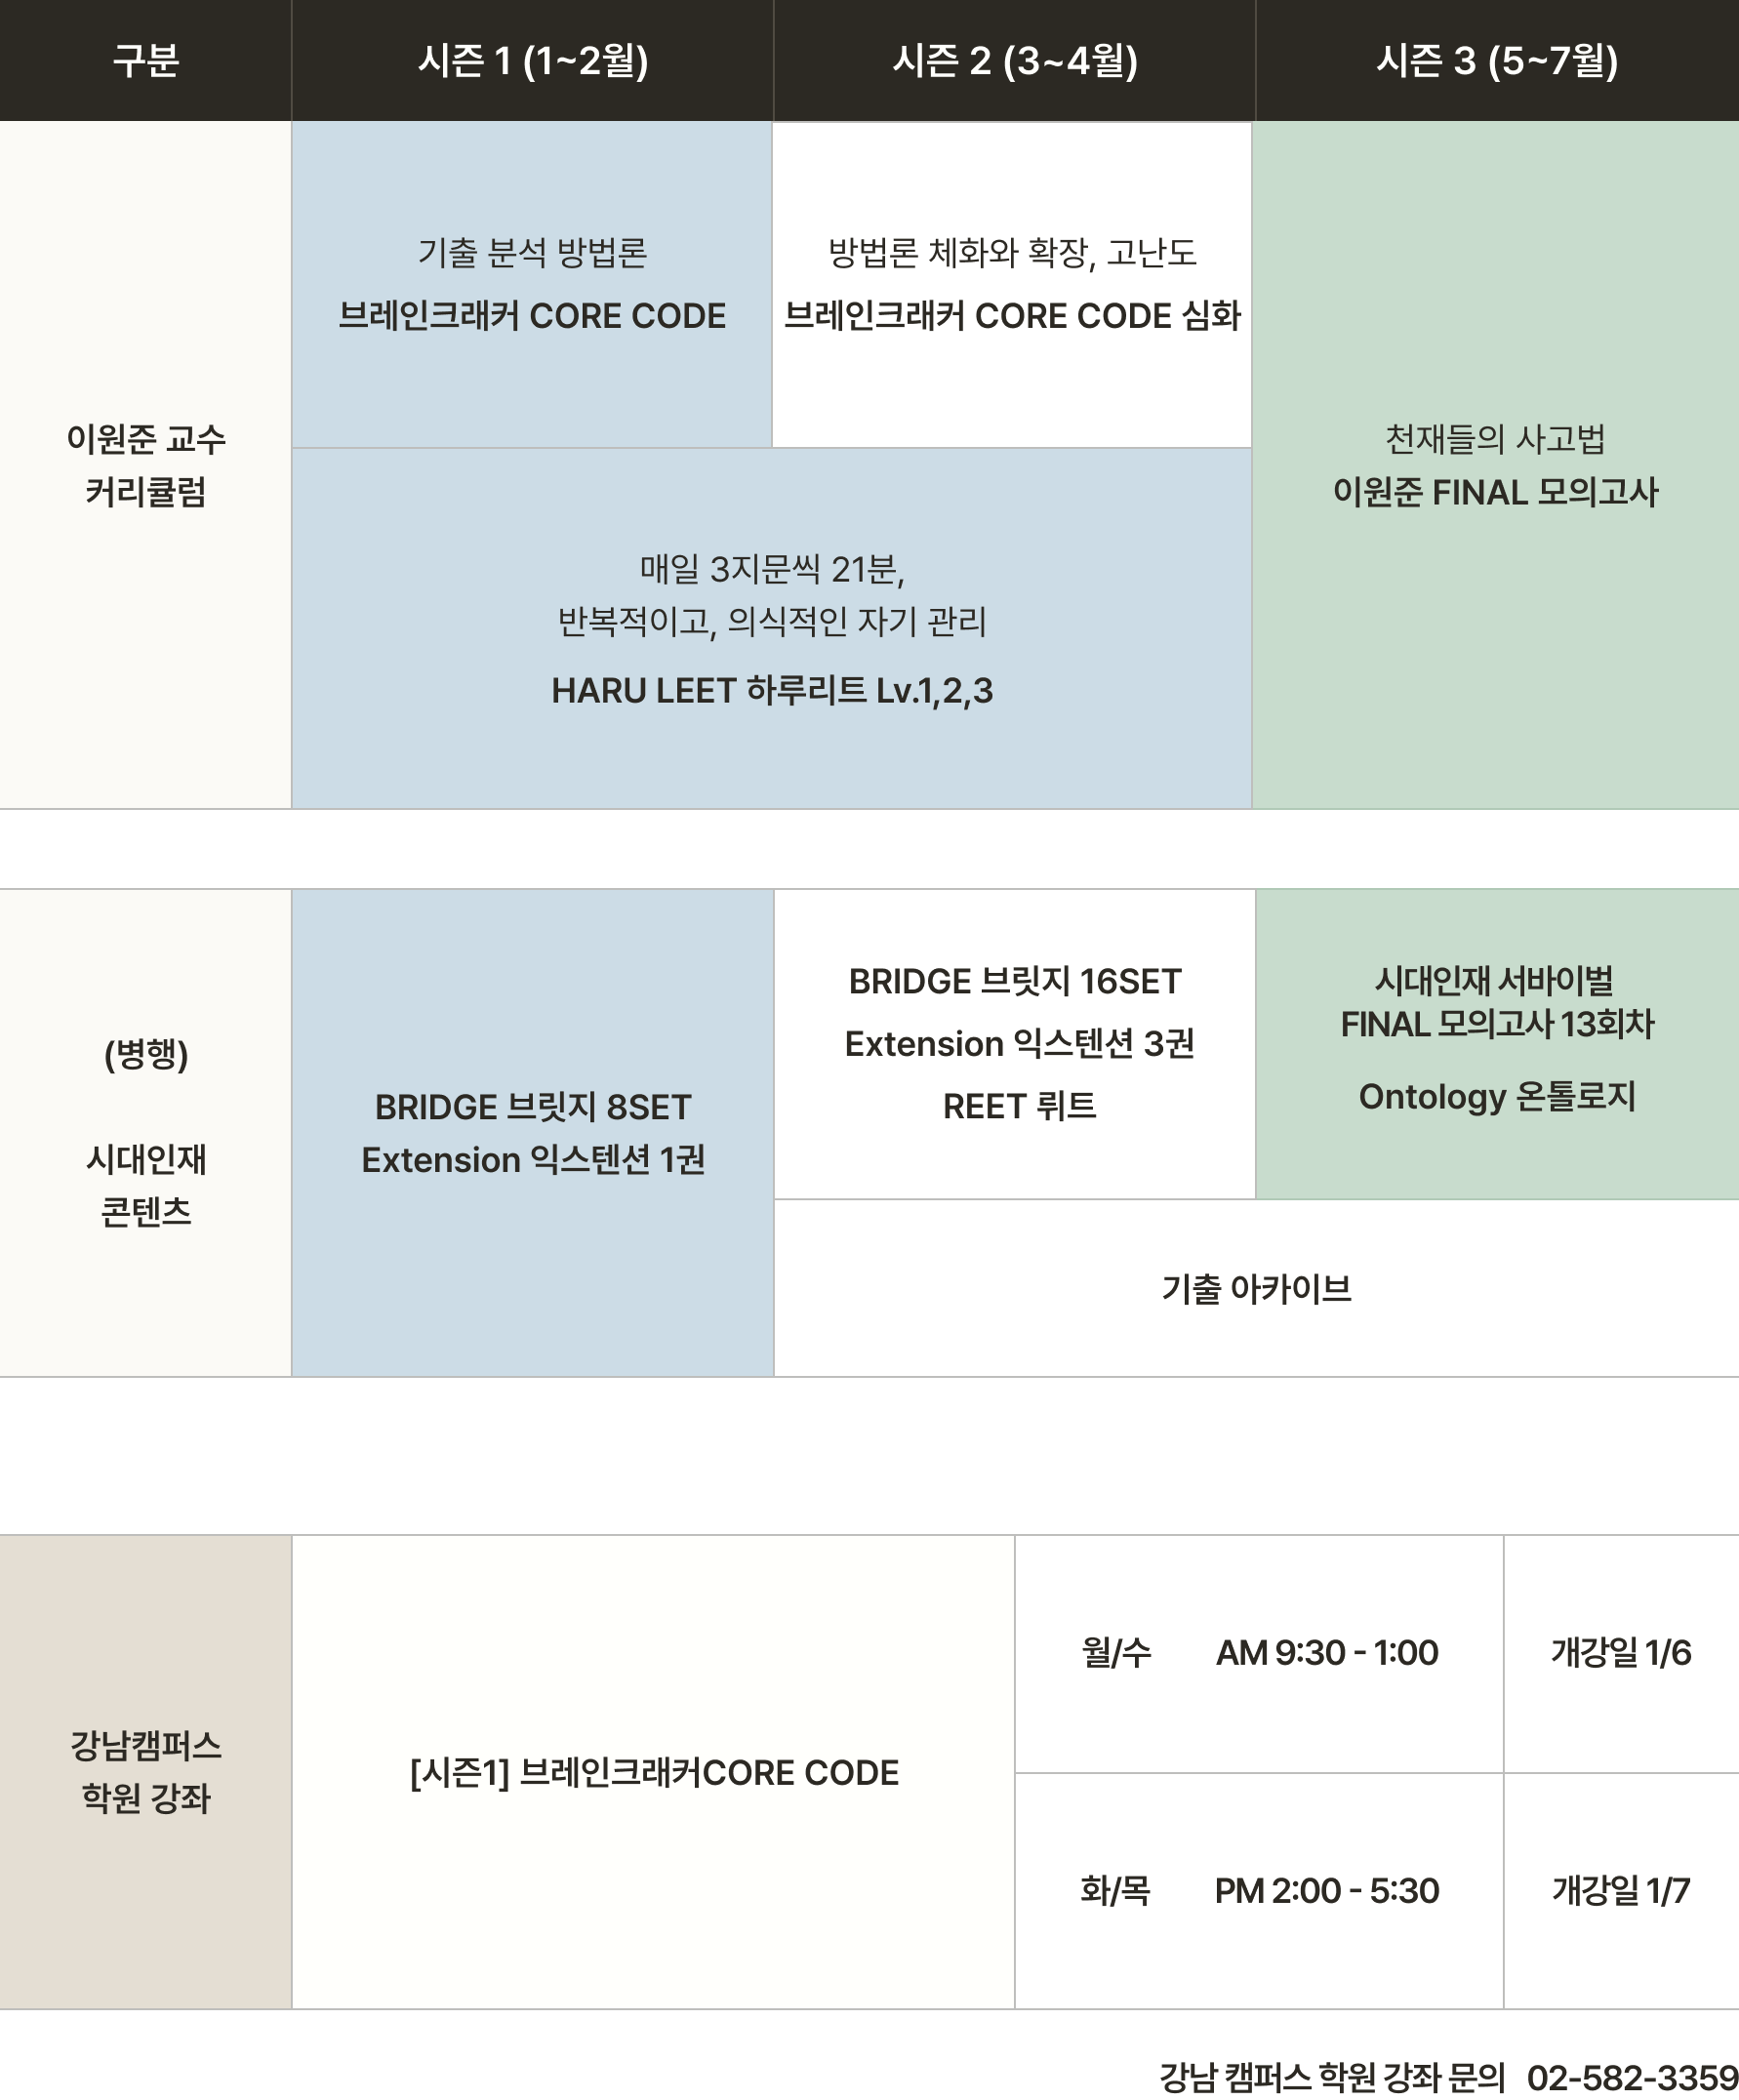 구분
시즌 1 (1~2월)
시즌 2 (3~4월)
시즌 3 (5~7월)
이원준 교수
커리큘럼
기출 분석 방법론
브레인크래커 CORE CODE
방법론 체화와 확장, 고난도
브레인크래커 CORE CODE 심화
매일 3지문씩 21분,
반복적이고, 의식적인 자기 관리
HARU LEET 하루리트 Lv.1,2,3
천재들의 사고법
이원준 FINAL 모의고사
(병행)
시대인재
콘텐츠
BRIDGE 브릿지 8SET
Extension 익스텐션 1권
BRIDGE 브릿지 16SET
Extension 익스텐션 3권
REET 뤼트
시대인재 서바이벌
FINAL 모의고사 13회차
Ontology 온톨로지
기출 아카이브
강남캠퍼스
학원 강좌
[시즌1] 브레인크래커CORE CODE
월/수 AM 9:30 - 1:00
개강일 1/6
화/목 PM 2:00 - 5:30
개강일 1/7
강남 캠퍼스 학원 강좌 문의 02-582-3359